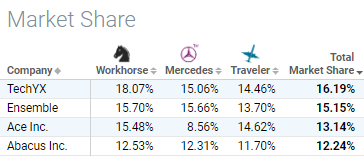 Market Share
Total
Company Workhorse Mercedes Traveler Market Share
TechYX 18.07% 15.06% 14.46% 16.19%
Ensemble 15.70% 15.66% 13.70% 15.15%
Ace Inc. 15.48% 8.56% 14.62% 13.14%
Abacus Inc. 12.53% 12.31% 11.70% 12.24%